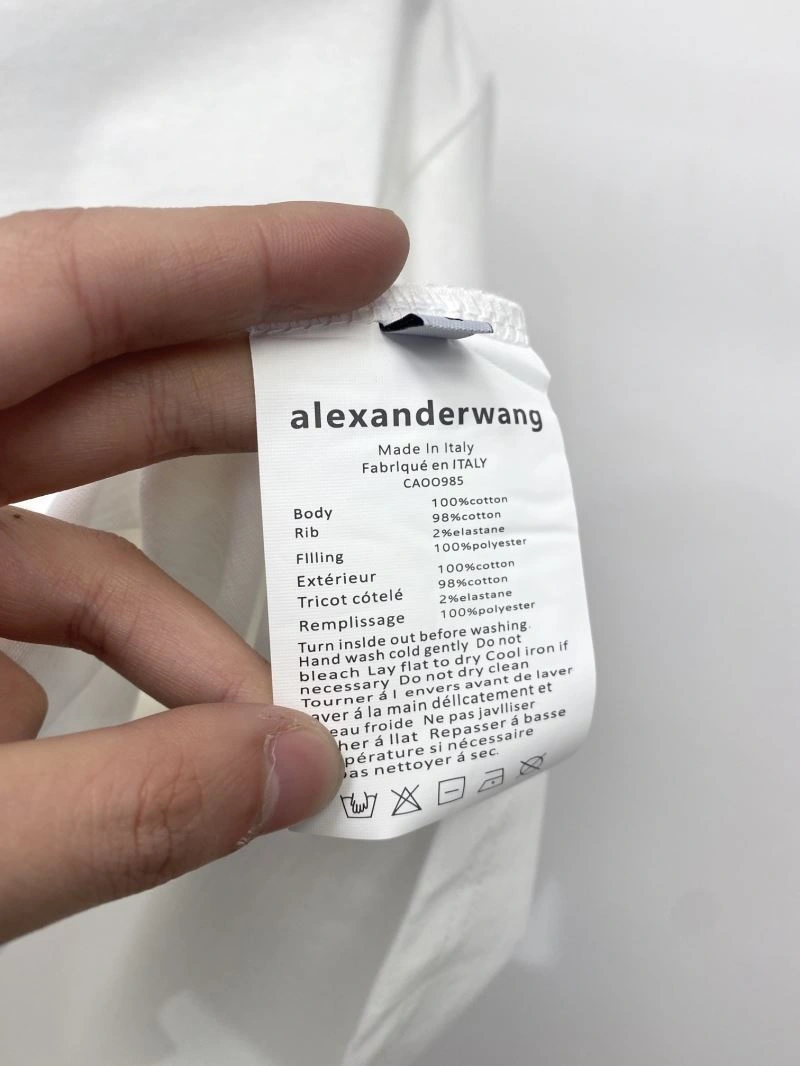 alexanderwang
Made In Italy
Fabrlqué en ITALY
CAOO985
Body 100%cotton
Rib 98%cotton
2%elastane
FIlling 100%polyester
Extérieur 100%cotton
Tricot cótelé 98%cotton
2%elastane
Remplissage 100%polyester
Turn inslde out before washing.
Hand wash cold gently Do not
bleach Lay flat to dry Cool iron if
necessary Do not dry clean
Tourner á l envers avant de laver
aver á la main déllcatement et
eau froide Ne pas javlliser
her á llat Repasser á basse
pérature si nécessaire
pas nettoyer á sec.